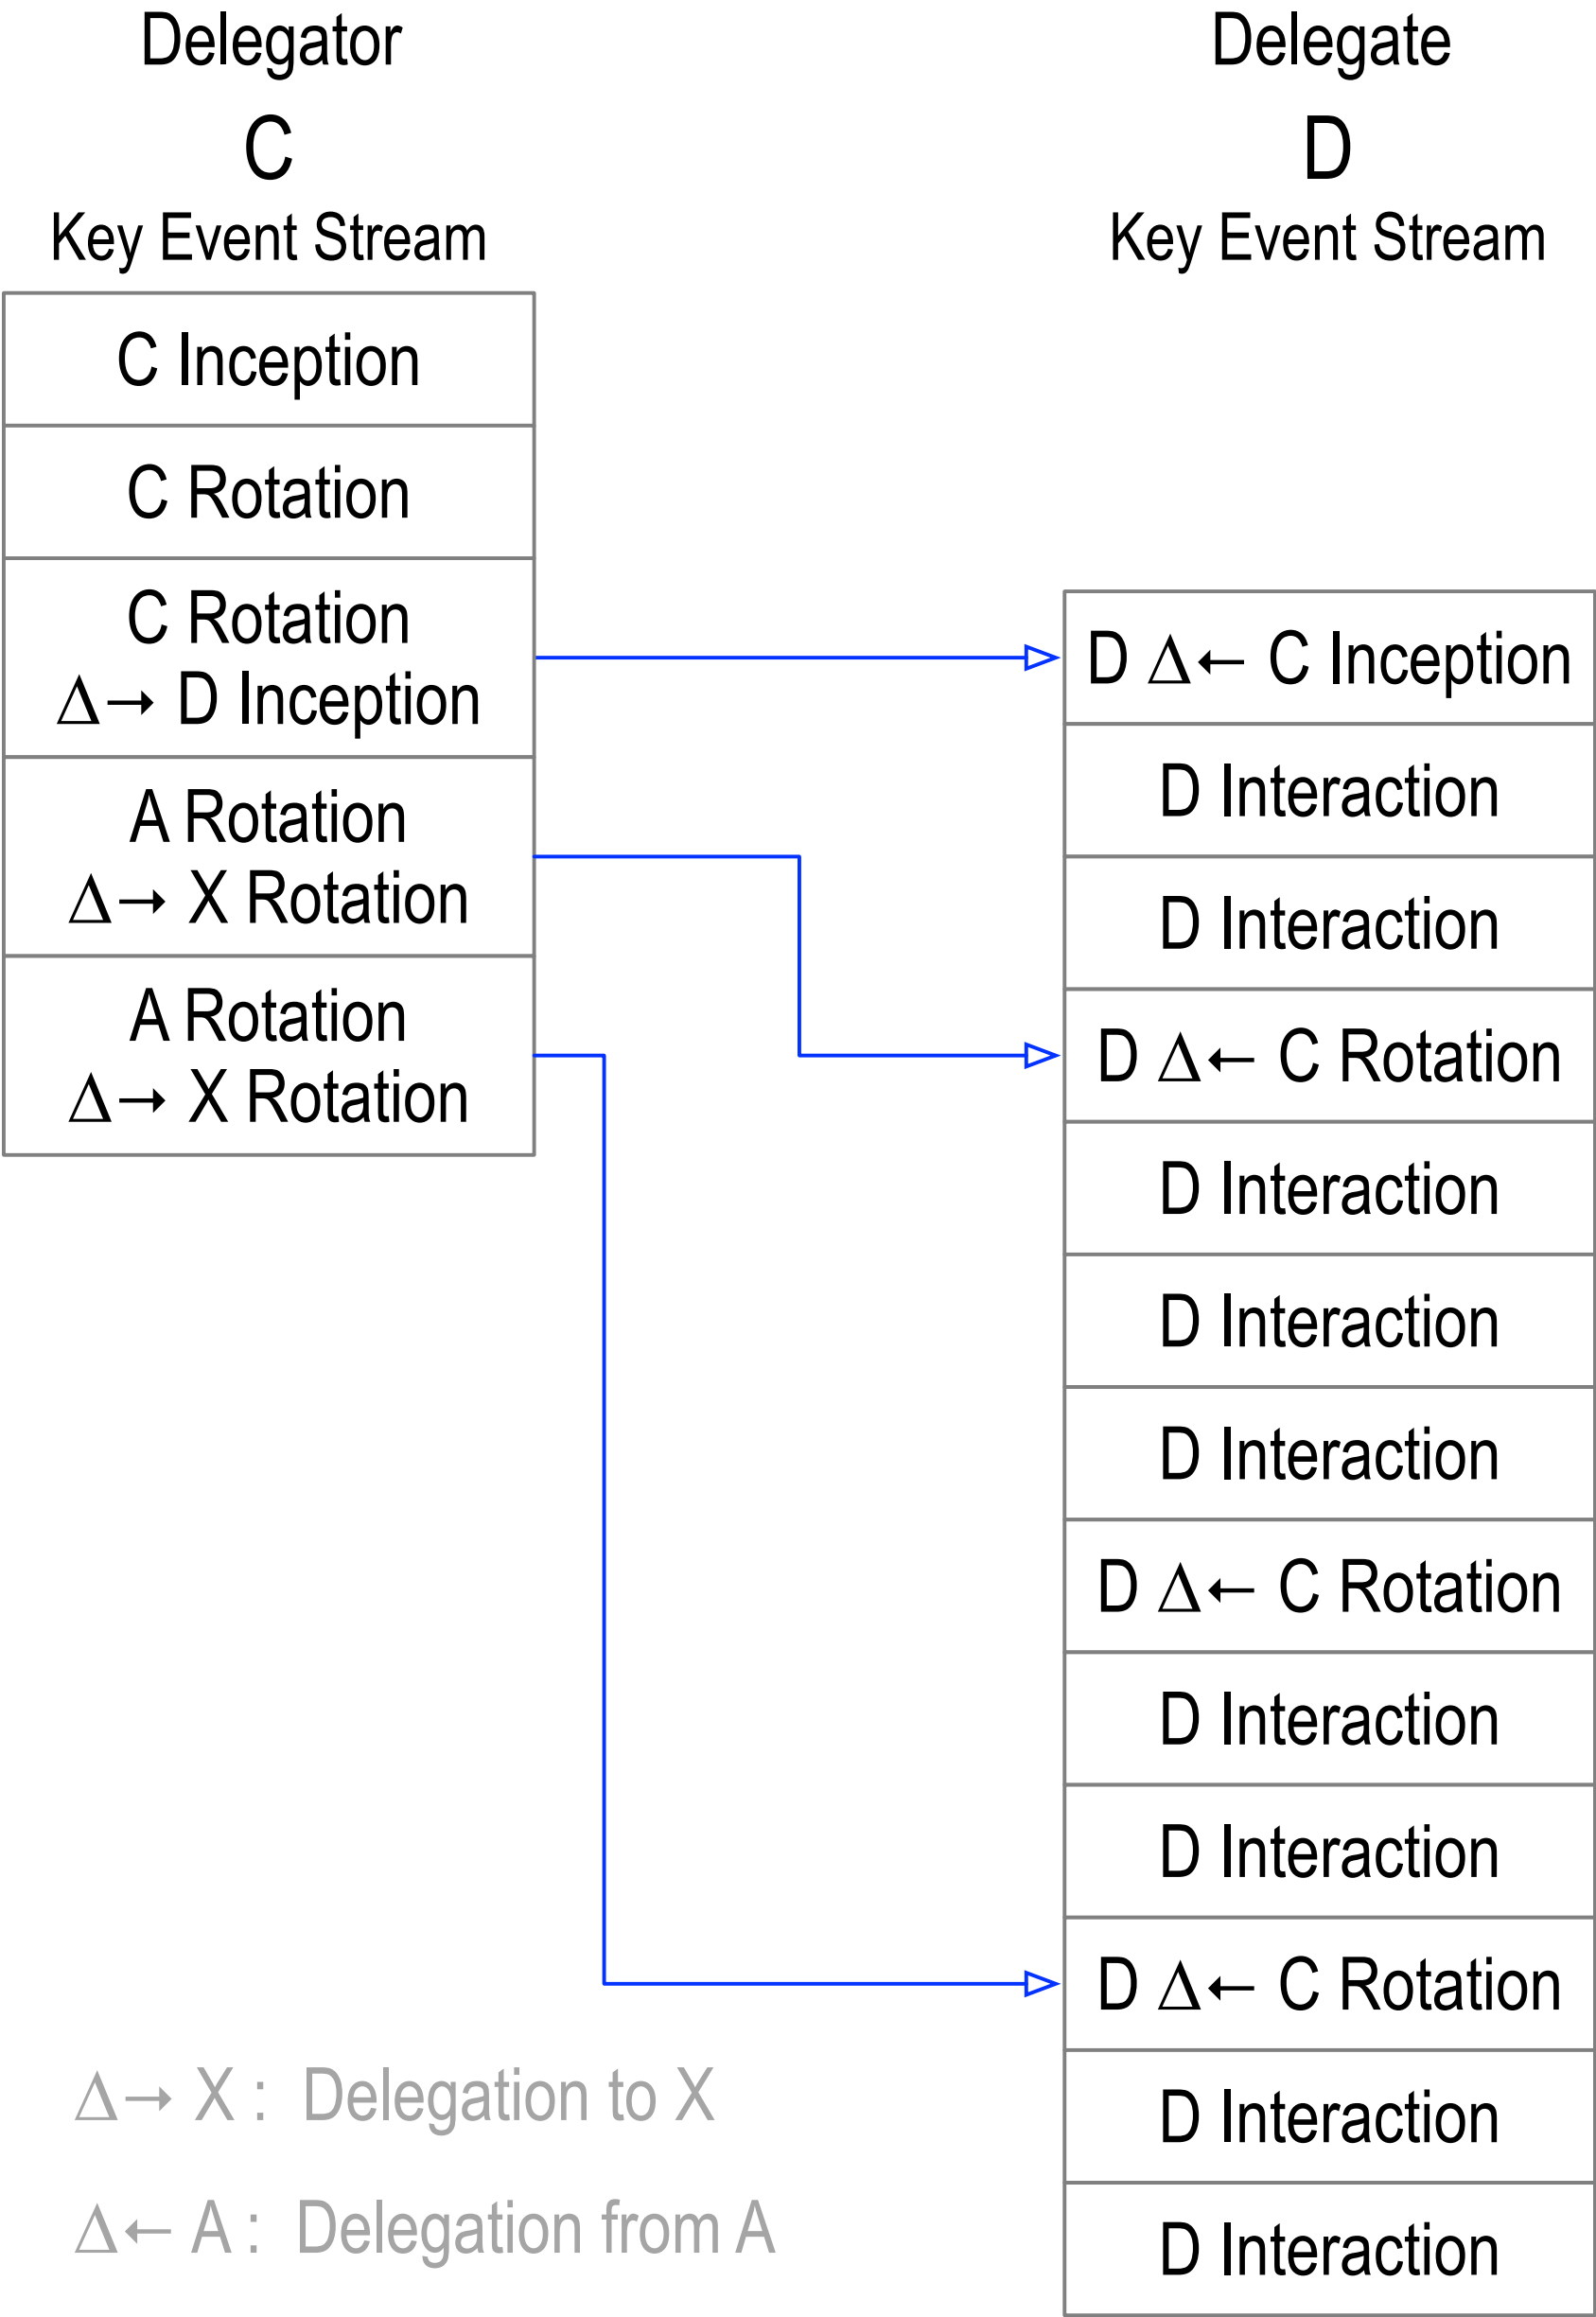 Delegator
C
Key Event Stream
C Inception
C Rotation
C Rotation
Δ→ D Inception
A Rotation
Δ→ X Rotation
A Rotation
Δ→ X Rotation
Delegate
D
Key Event Stream
D Δ← C Inception
D Interaction
D Interaction
D Δ← C Rotation
D Interaction
D Interaction
D Interaction
D Δ← C Rotation
D Interaction
D Interaction
D Δ← C Rotation
D Interaction
D Interaction
Δ→ X : Delegation to X
Δ← A : Delegation from A